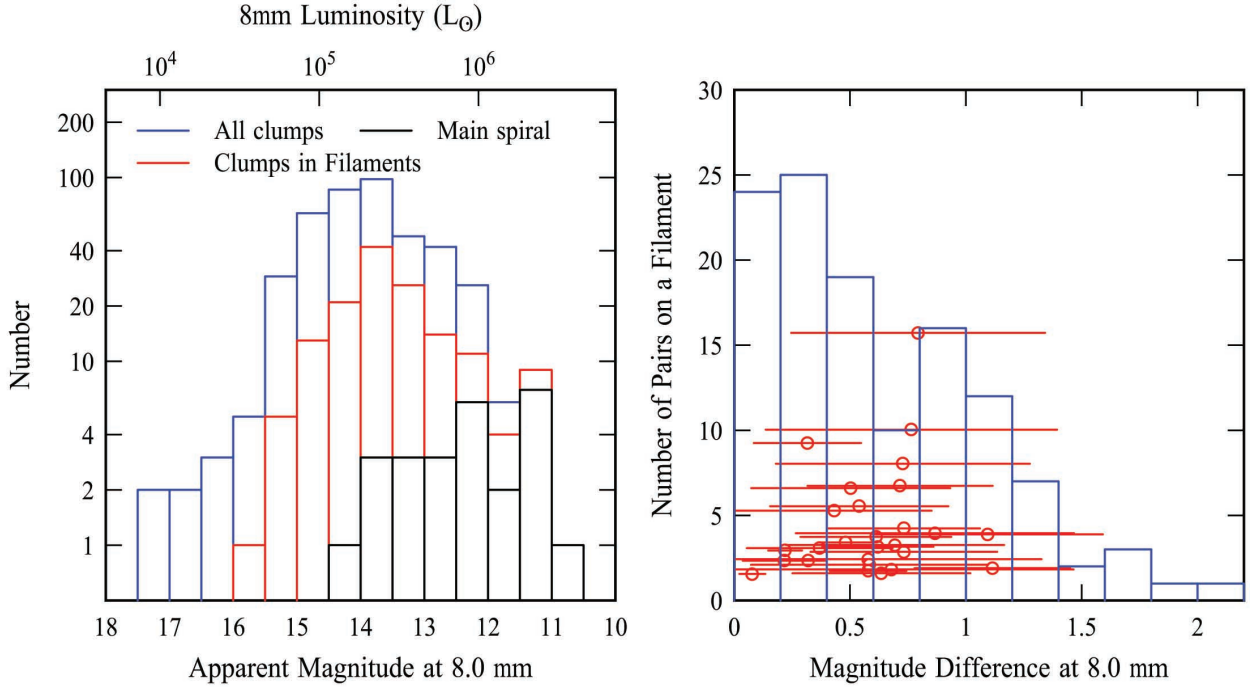 8mm Luminosity (L⊙)
10⁴ 10⁵ 10⁶
200
100
40
20
10
4
2
1
Number
All clumps
Main spiral
Clumps in Filaments
18 17 16 15 14 13 12 11 10
Apparent Magnitude at 8.0 mm
30
25
20
15
10
5
0
Number of Pairs on a Filament
0 0.5 1 1.5 2
Magnitude Difference at 8.0 mm